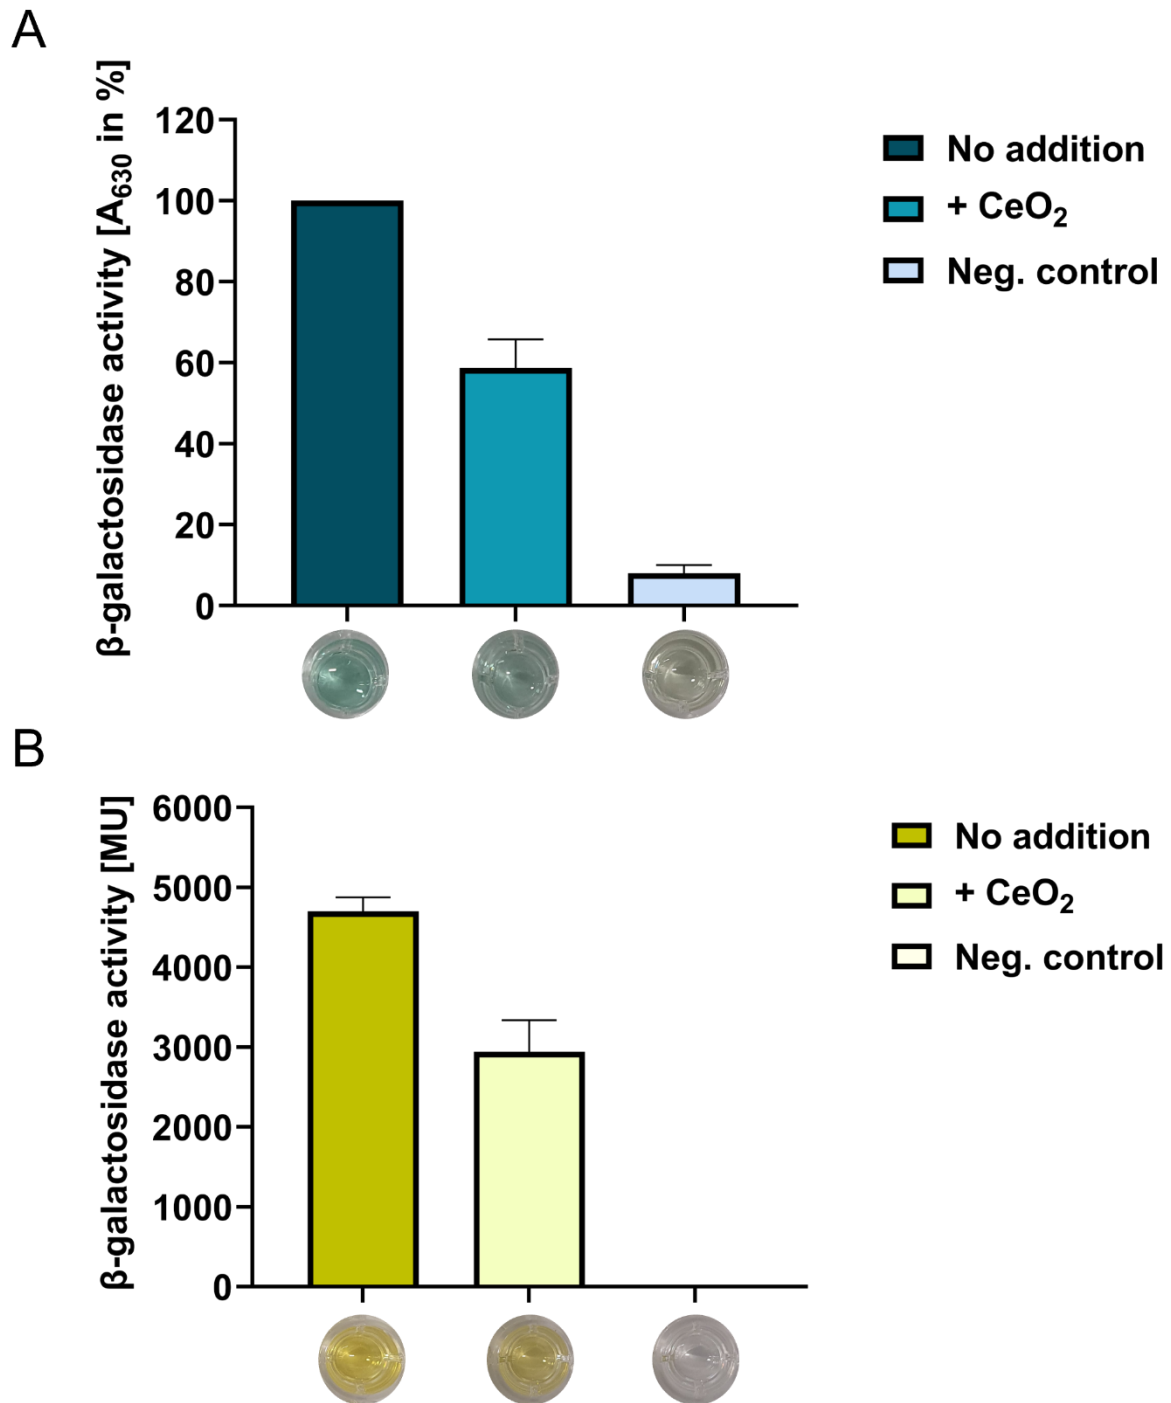 A
β-galactosidase activity [A₆₃₀ in %]
120
100
80
60
40
20
0
No addition
+ CeO₂
Neg. control
B
β-galactosidase activity [MU]
6000
5000
4000
3000
2000
1000
0
No addition
+ CeO₂
Neg. control